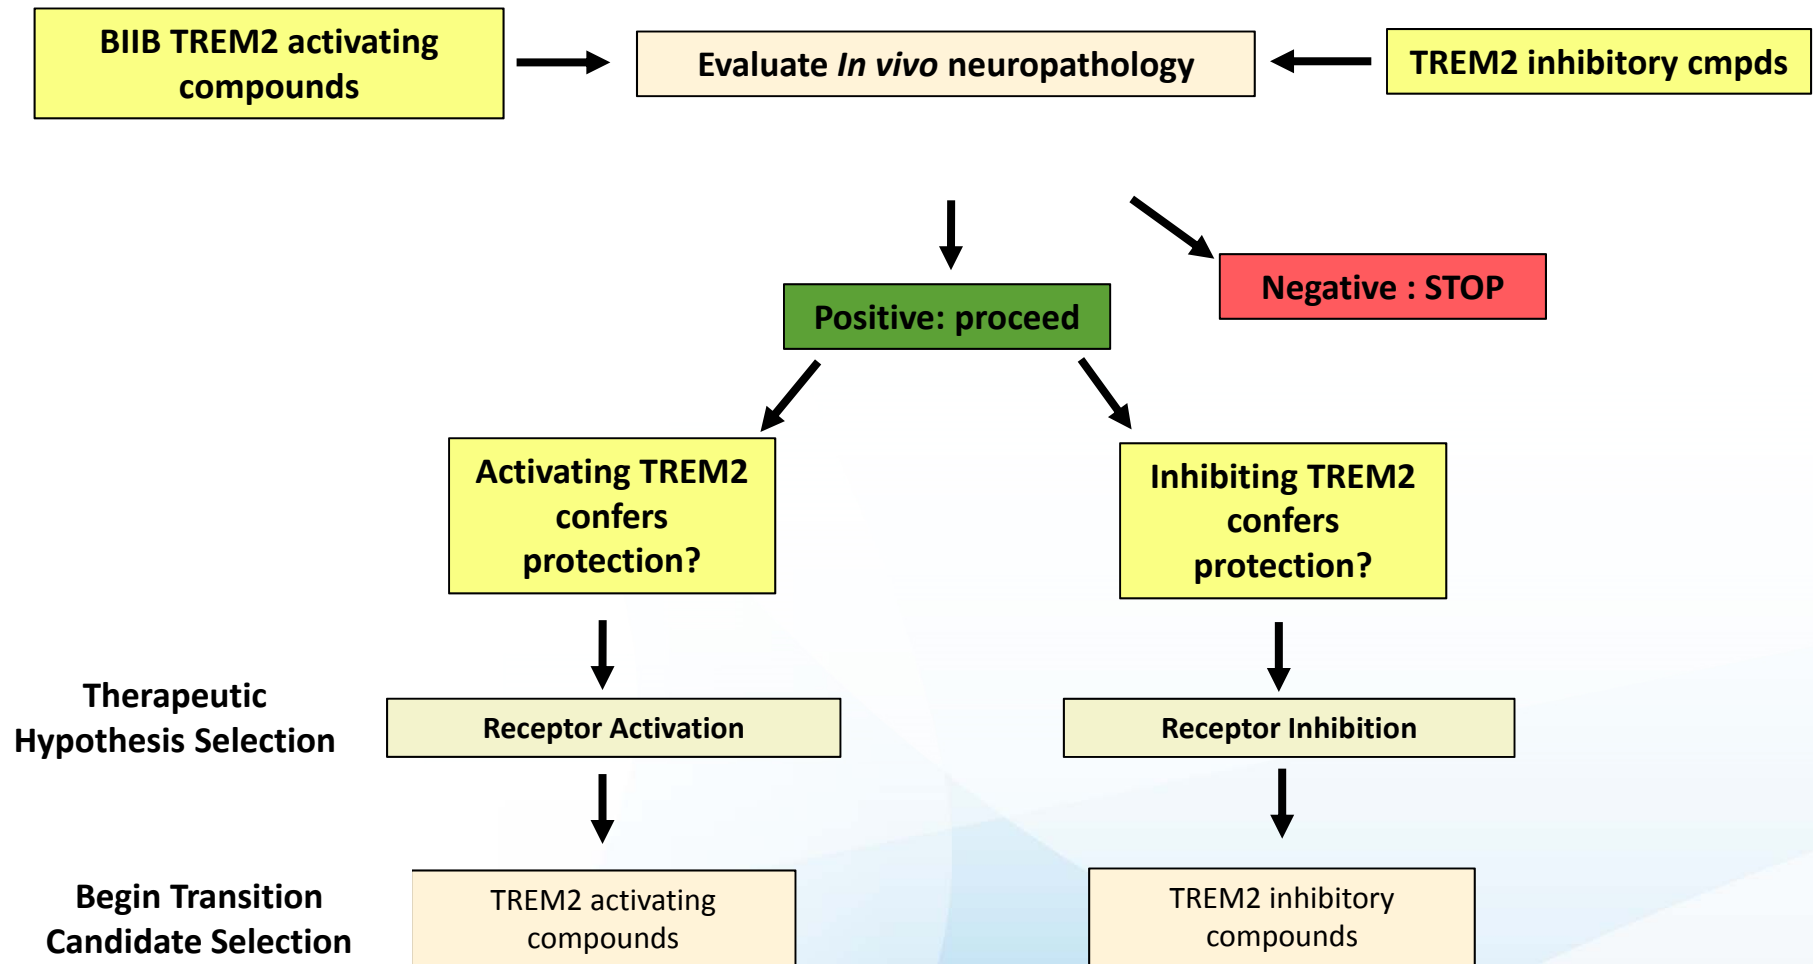 BIIB TREM2 activating
compounds
Evaluate In vivo neuropathology
TREM2 inhibitory cmpds
Negative : STOP
Positive: proceed
Activating TREM2
confers
protection?
Inhibiting TREM2
confers
protection?
Therapeutic
Hypothesis Selection
Receptor Activation
Receptor Inhibition
Begin Transition
Candidate Selection
TREM2 activating
compounds
TREM2 inhibitory
compounds